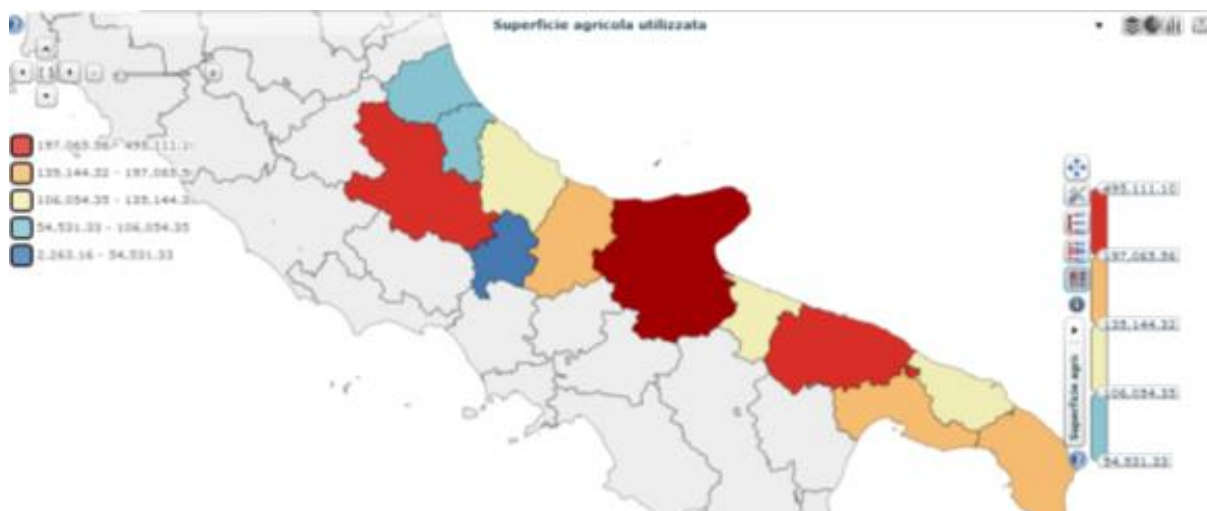 Superficie agricola utilizzata
197.065.56 - 495.111.1
135.144.32 - 197.065.5
106.054.35 - 135.144.3
54.531.33 - 106.054.35
2.263.16 - 54.531.33
495.111.10
197.065.56
135.144.32
106.054.35
54.531.33
Superficie agri